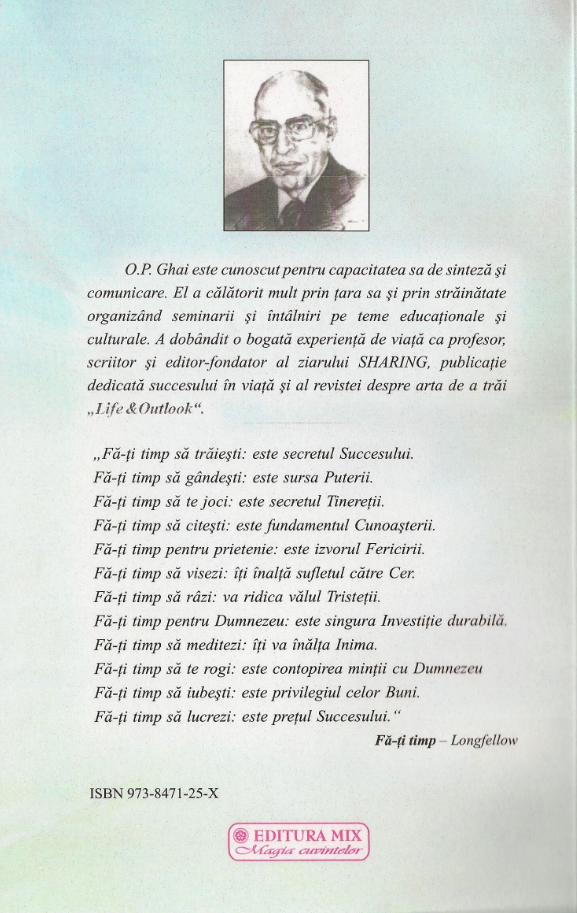 O.P. Ghai este cunoscut pentru capacitatea sa de sinteză şi
comunicare. El a călătorit mult prin ţara sa şi prin străinătate
organizând seminarii şi întâlniri pe teme educaţionale şi
culturale. A dobândit o bogată experienţă de viaţă ca profesor,
scriitor şi editor-fondator al ziarului SHARING, publicaţie
dedicată succesului în viaţă şi al revistei despre arta de a trăi
„Life &Outlook“.
„Fă-ţi timp să trăieşti: este secretul Succesului.
Fă-ţi timp să gândeşti: este sursa Puterii.
Fă-ţi timp să te joci: este secretul Tinereţii.
Fă-ţi timp să citeşti: este fundamentul Cunoaşterii.
Fă-ţi timp pentru prietenie: este izvorul Fericirii.
Fă-ţi timp să visezi: îţi înalţă sufletul către Cer.
Fă-ţi timp să râzi: va ridica vălul Tristeţii.
Fă-ţi timp pentru Dumnezeu: este singura Investiţie durabilă.
Fă-ţi timp să meditezi: îţi va înălţa Inima.
Fă-ţi timp să te rogi: este contopirea minţii cu Dumnezeu
Fă-ţi timp să iubeşti: este privilegiul celor Buni.
Fă-ţi timp să lucrezi: este preţul Succesului.“
Fă-ţi timp – Longfellow
ISBN 973-8471-25-X
EDITURA MIX
Magia cuvintelor